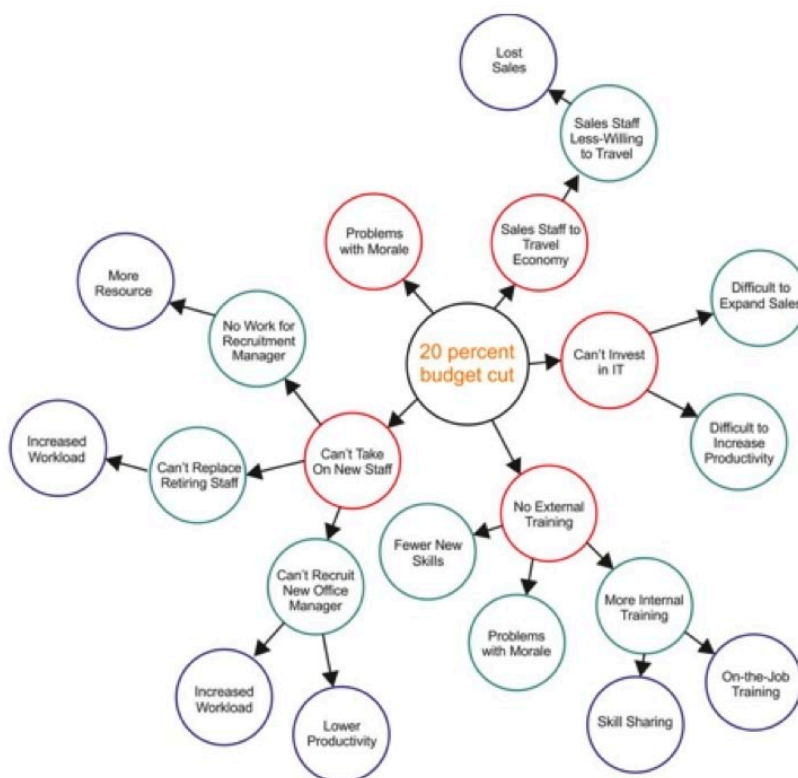 Lost
Sales
Sales Staff
Less-Willing
to Travel
Problems
with Morale
Sales Staff to
Travel
Economy
More
Resource
Difficult to
Expand Sales
No Work for
Recruitment
Manager
20 percent
budget cut
Can't Invest
in IT
Increased
Workload
Can't Replace
Retiring Staff
Can't Take
On New Staff
Difficult to
Increase
Productivity
No External
Training
Fewer New
Skills
Can't Recruit
New Office
Manager
More Internal
Training
Problems
with Morale
Increased
Workload
Lower
Productivity
Skill Sharing
On-the-Job
Training